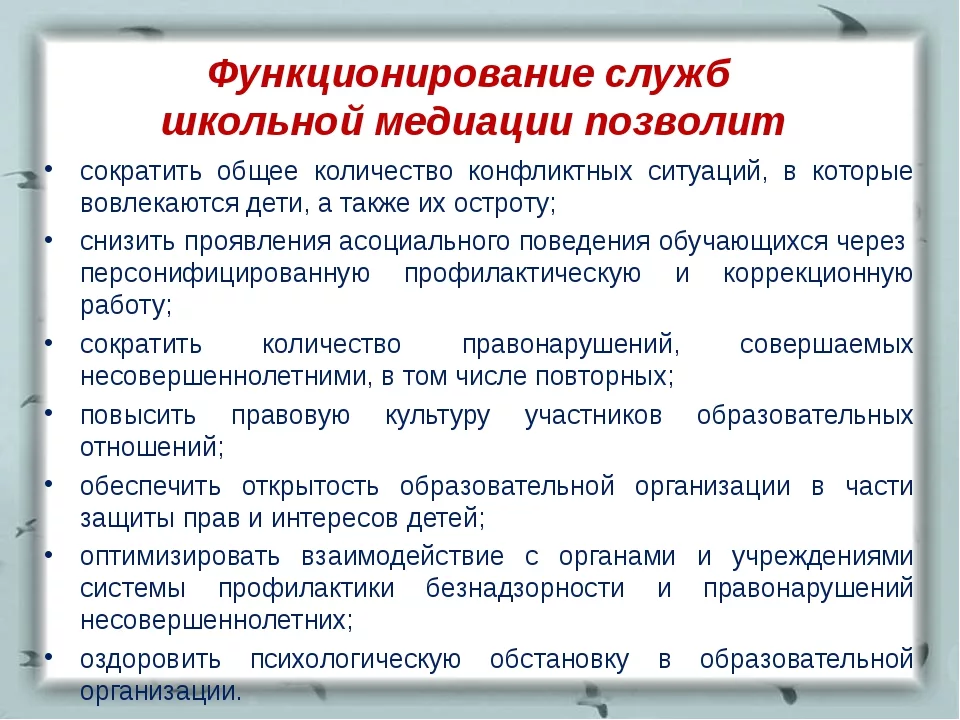 Функционирование служб
школьной медиации позволит
• сократить общее количество конфликтных ситуаций, в которые
вовлекаются дети, а также их остроту;
• снизить проявления асоциального поведения обучающихся через
персонифицированную профилактическую и коррекционную
работу;
• сократить количество правонарушений, совершаемых
несовершеннолетними, в том числе повторных;
• повысить правовую культуру участников образовательных
отношений;
• обеспечить открытость образовательной организации в части
защиты прав и интересов детей;
• оптимизировать взаимодействие с органами и учреждениями
системы профилактики безнадзорности и правонарушений
несовершеннолетних;
• оздоровить психологическую обстановку в образовательной
организации.